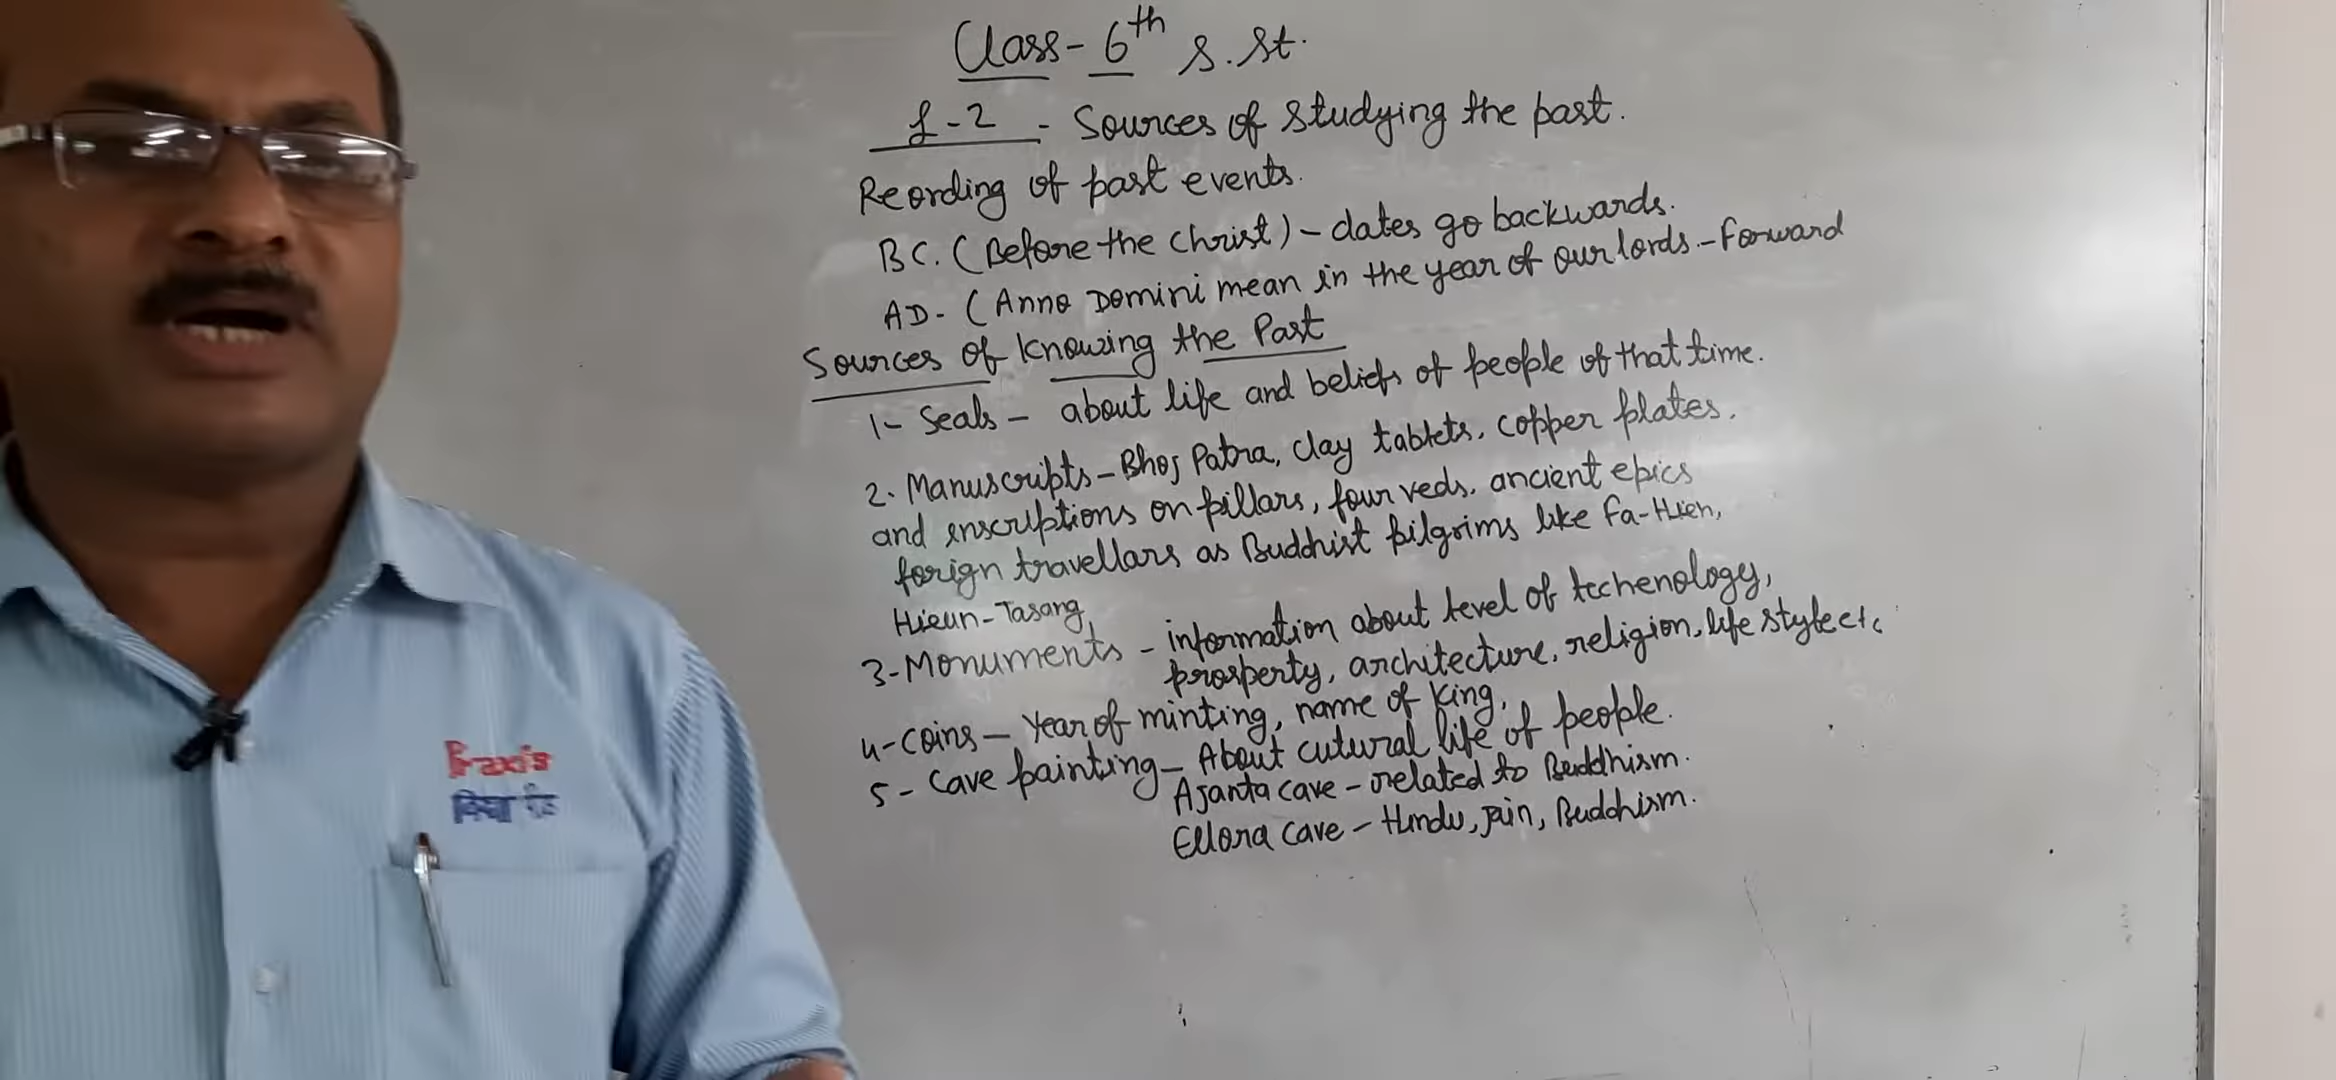 Class- 6th S. St.
L-2 - Sources of studying the past.
Reording of past events.
BC. (Before the Christ) - dates go backwards.
AD- (Anno Domini mean in the year of our lords - Forward
Sources of knowing the Past
1- Seals - about life and beliefs of people of that time.
2. Manuscripts - Bhoj Patra, Clay tablets, copper plates.
and enscriptions on pillars, four veds, ancient epics
forign travellars as Buddhist pilgrims like Fa-Hien,
Hieun-Tasang,
3-Monuments - information about level of techenology,
prosperty, architecture, religion, life style etc
4-coins - Year of minting, name of King,
5- Cave painting - About cutural life of people.
Ajanta cave - related to Buddhism.
Ellora Cave - Hindu, Jain, Buddhism.
Praxis
विद्या पीठ